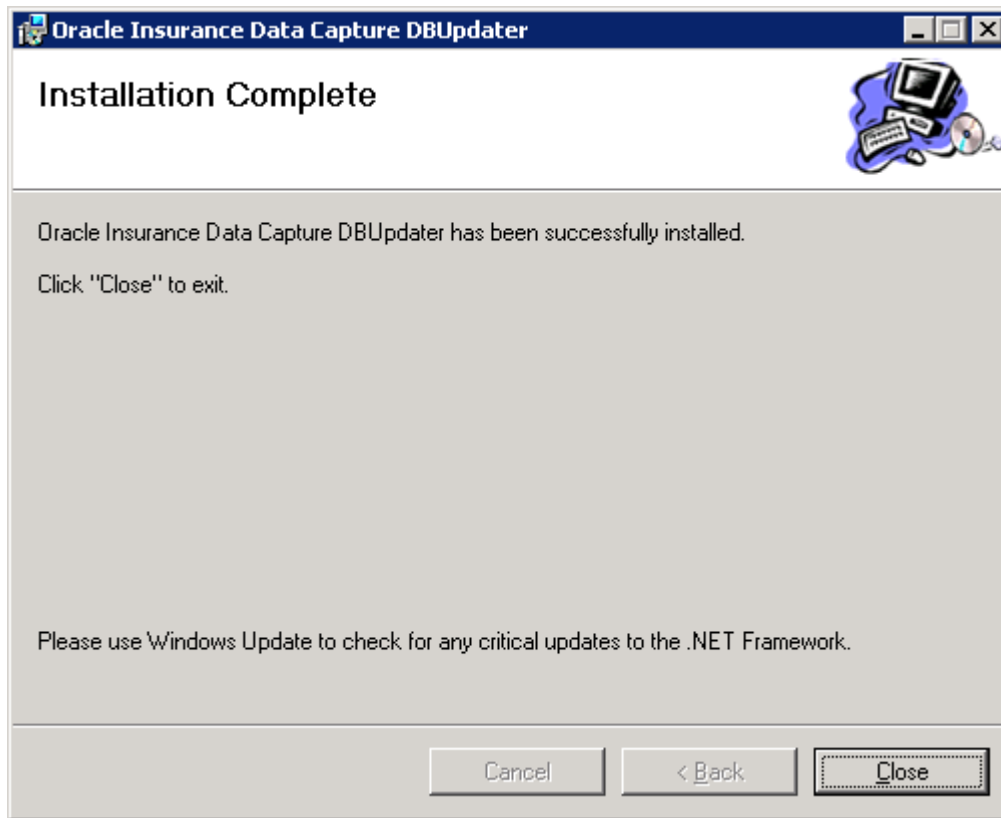 Oracle Insurance Data Capture DBUpdater
Installation Complete
Oracle Insurance Data Capture DBUpdater has been successfully installed.
Click "Close" to exit.
Please use Windows Update to check for any critical updates to the .NET Framework.
Cancel
< Back
Close